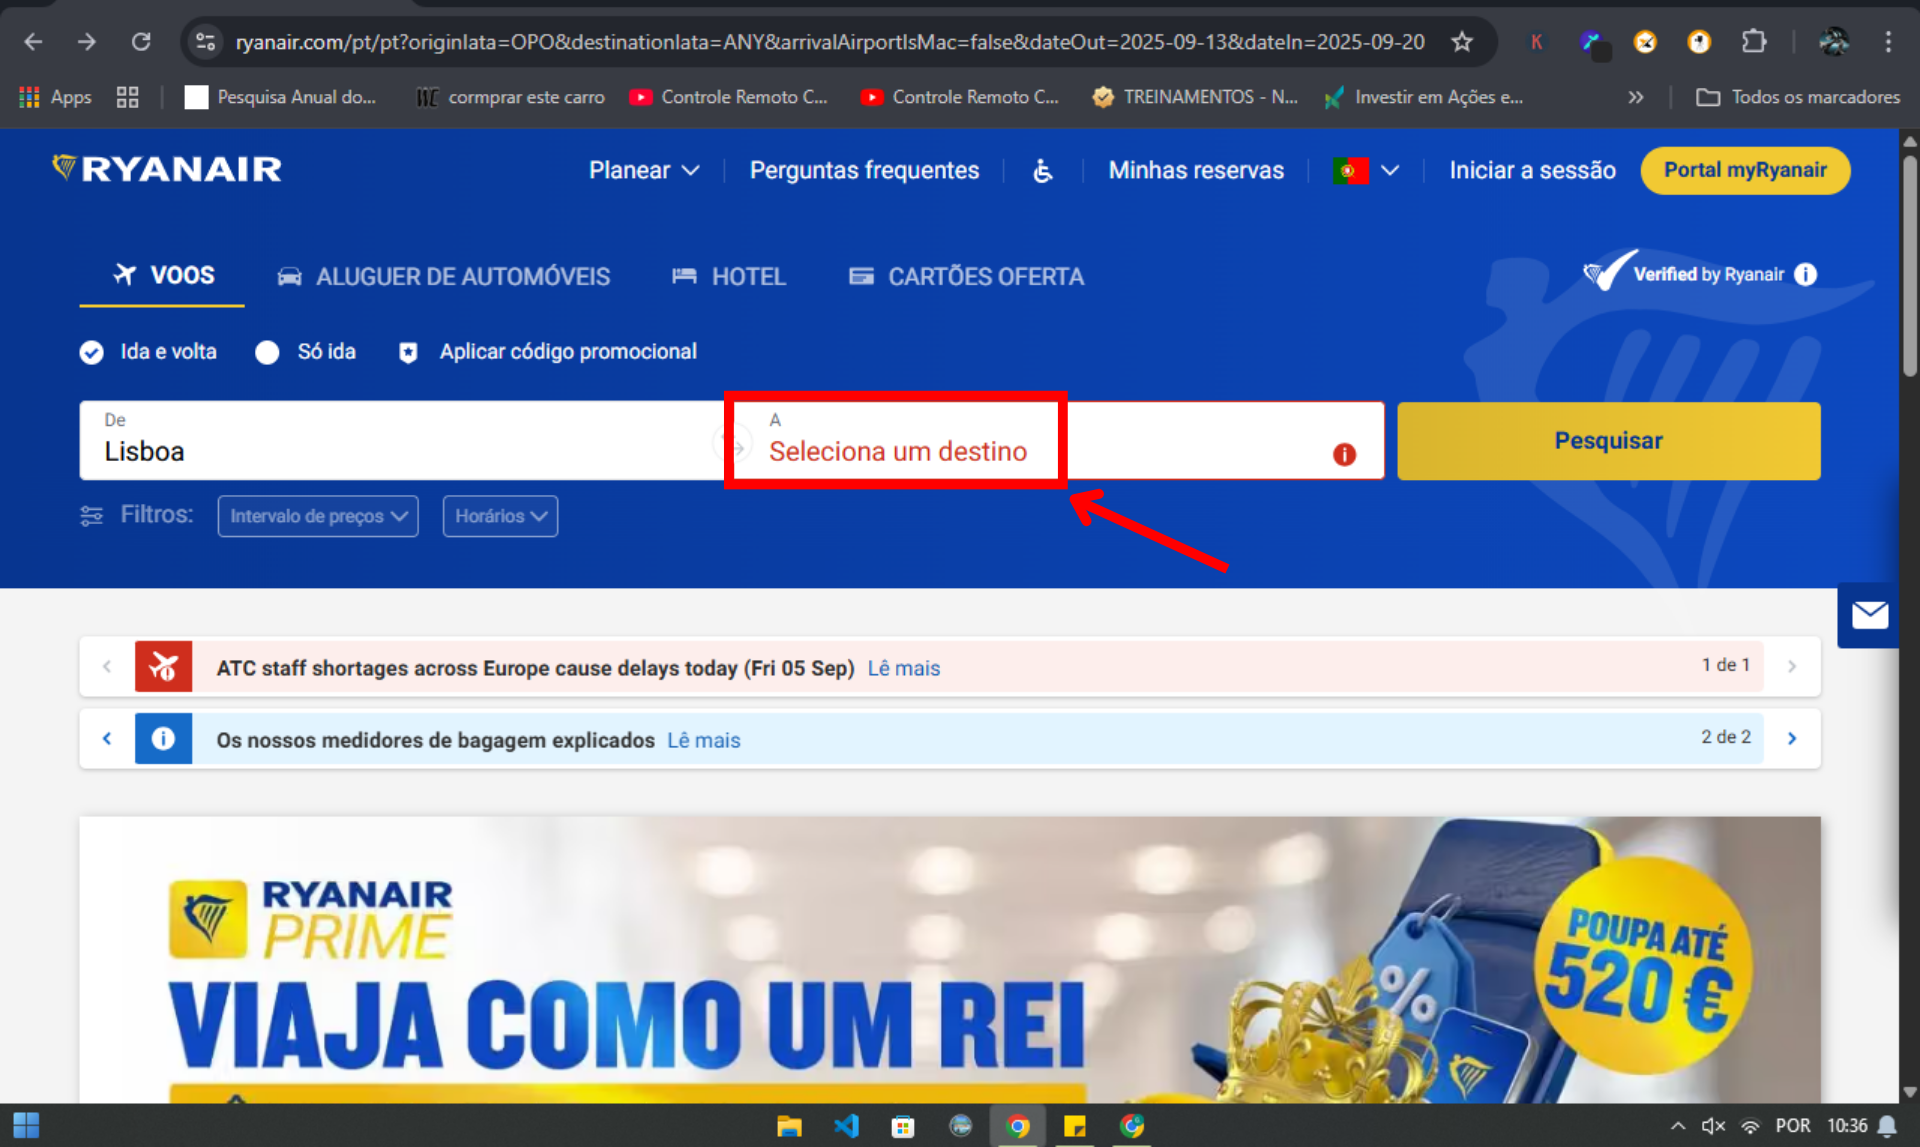 ryanair.com/pt/pt?originIata=OPO&destinationIata=ANY&arrivalAirportIsMac=false&dateOut=2025-09-13&dateIn=2025-09-20
K
Apps
Pesquisa Anual do...
cormprar este carro
Controle Remoto C...
Controle Remoto C...
TREINAMENTOS - N...
Investir em Ações e...
Todos os marcadores
RYANAIR
Planear
Perguntas frequentes
Minhas reservas
Iniciar a sessão
Portal myRyanair
VOOS
ALUGUER DE AUTOMÓVEIS
HOTEL
CARTÕES OFERTA
Verified by Ryanair
Ida e volta
Só ida
Aplicar código promocional
De
Lisboa
A
Seleciona um destino
Pesquisar
Filtros:
Intervalo de preços
Horários
ATC staff shortages across Europe cause delays today (Fri 05 Sep) Lê mais
1 de 1
Os nossos medidores de bagagem explicados Lê mais
2 de 2
RYANAIR
PRIME
VIAJA COMO UM REI
POUPA ATÉ
520 €
%
POR
10:36